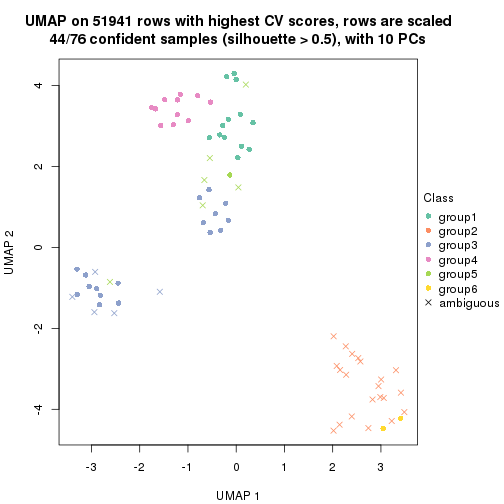 UMAP on 51941 rows with highest CV scores, rows are scaled
44/76 confident samples (silhouette > 0.5), with 10 PCs
4
2
0
-2
-4
UMAP 2
-3
-2
-1
0
1
2
3
UMAP 1
Class
group1
group2
group3
group4
group5
group6
ambiguous